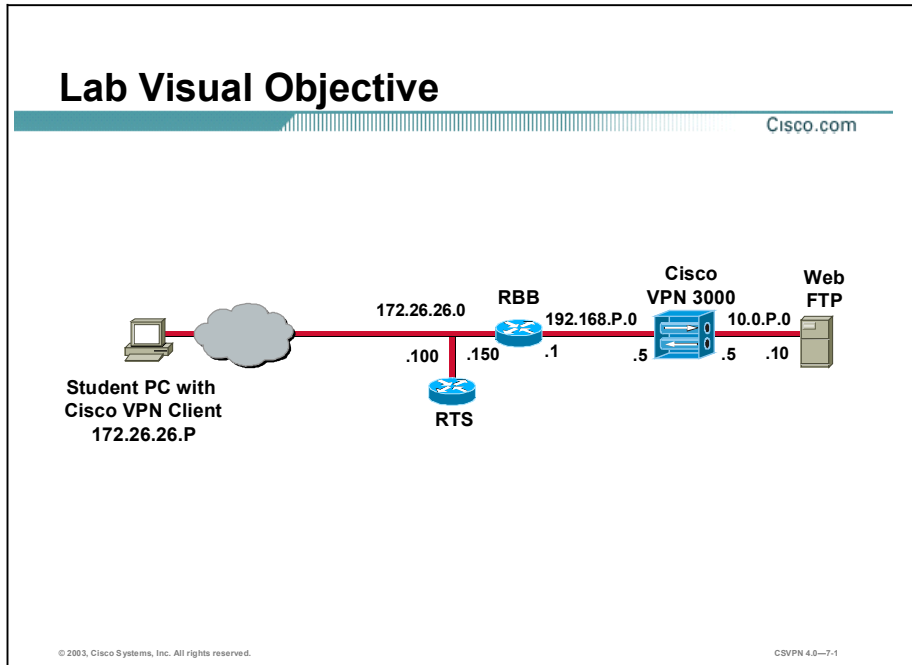 Lab Visual Objective
Cisco.com
Cisco
VPN 3000
Web
FTP
RBB
172.26.26.0
192.168.P.0
10.0.P.0
.100
.150
.1
.5
.5
.10
RTS
Student PC with
Cisco VPN Client
172.26.26.P
© 2003, Cisco Systems, Inc. All rights reserved.
CSVPN 4.0—7-1